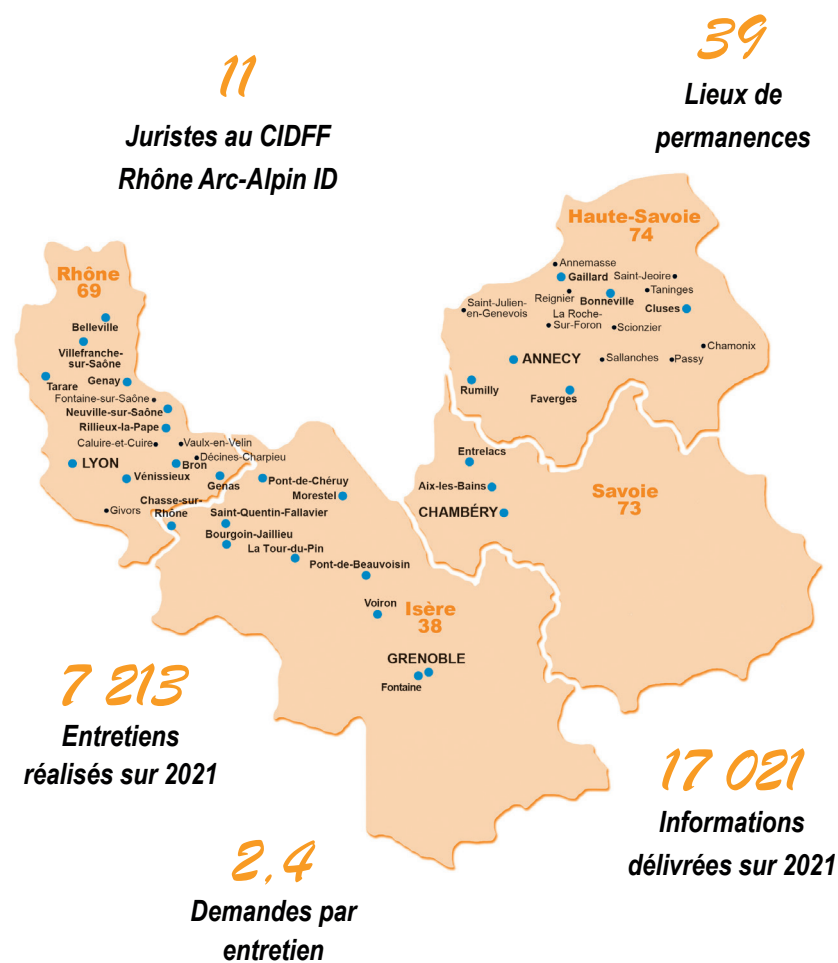 39
Lieux de
permanences
11
Juristes au CIDFF
Rhône Arc-Alpin ID
Haute-Savoie
74
Annemasse
Gaillard
Saint-Jeoire
Reignier
Bonneville
Taninges
Saint-Julien-
en-Genevois
La Roche-
Sur-Foron
Scionzier
Cluses
Chamonix
ANNECY
Sallanches
Passy
Rumilly
Faverges
Rhône
69
Belleville
Villefranche-
sur-Saône
Tarare
Genay
Fontaine-sur-Saône
Neuville-sur-Saône
Rillieux-la-Pape
Caluire-et-Cuire
Vaulx-en-Velin
Décines-Charpieu
LYON
Bron
Vénissieux
Genas
Givors
Chasse-sur-
Rhône
Pont-de-Chéruy
Morestel
Saint-Quentin-Fallavier
Bourgoin-Jaillieu
La Tour-du-Pin
Pont-de-Beauvoisin
Voiron
Isère
38
GRENOBLE
Fontaine
Entrelacs
Aix-les-Bains
CHAMBÉRY
Savoie
73
7 213
Entretiens
réalisés sur 2021
17 021
Informations
délivrées sur 2021
2,4
Demandes par
entretien